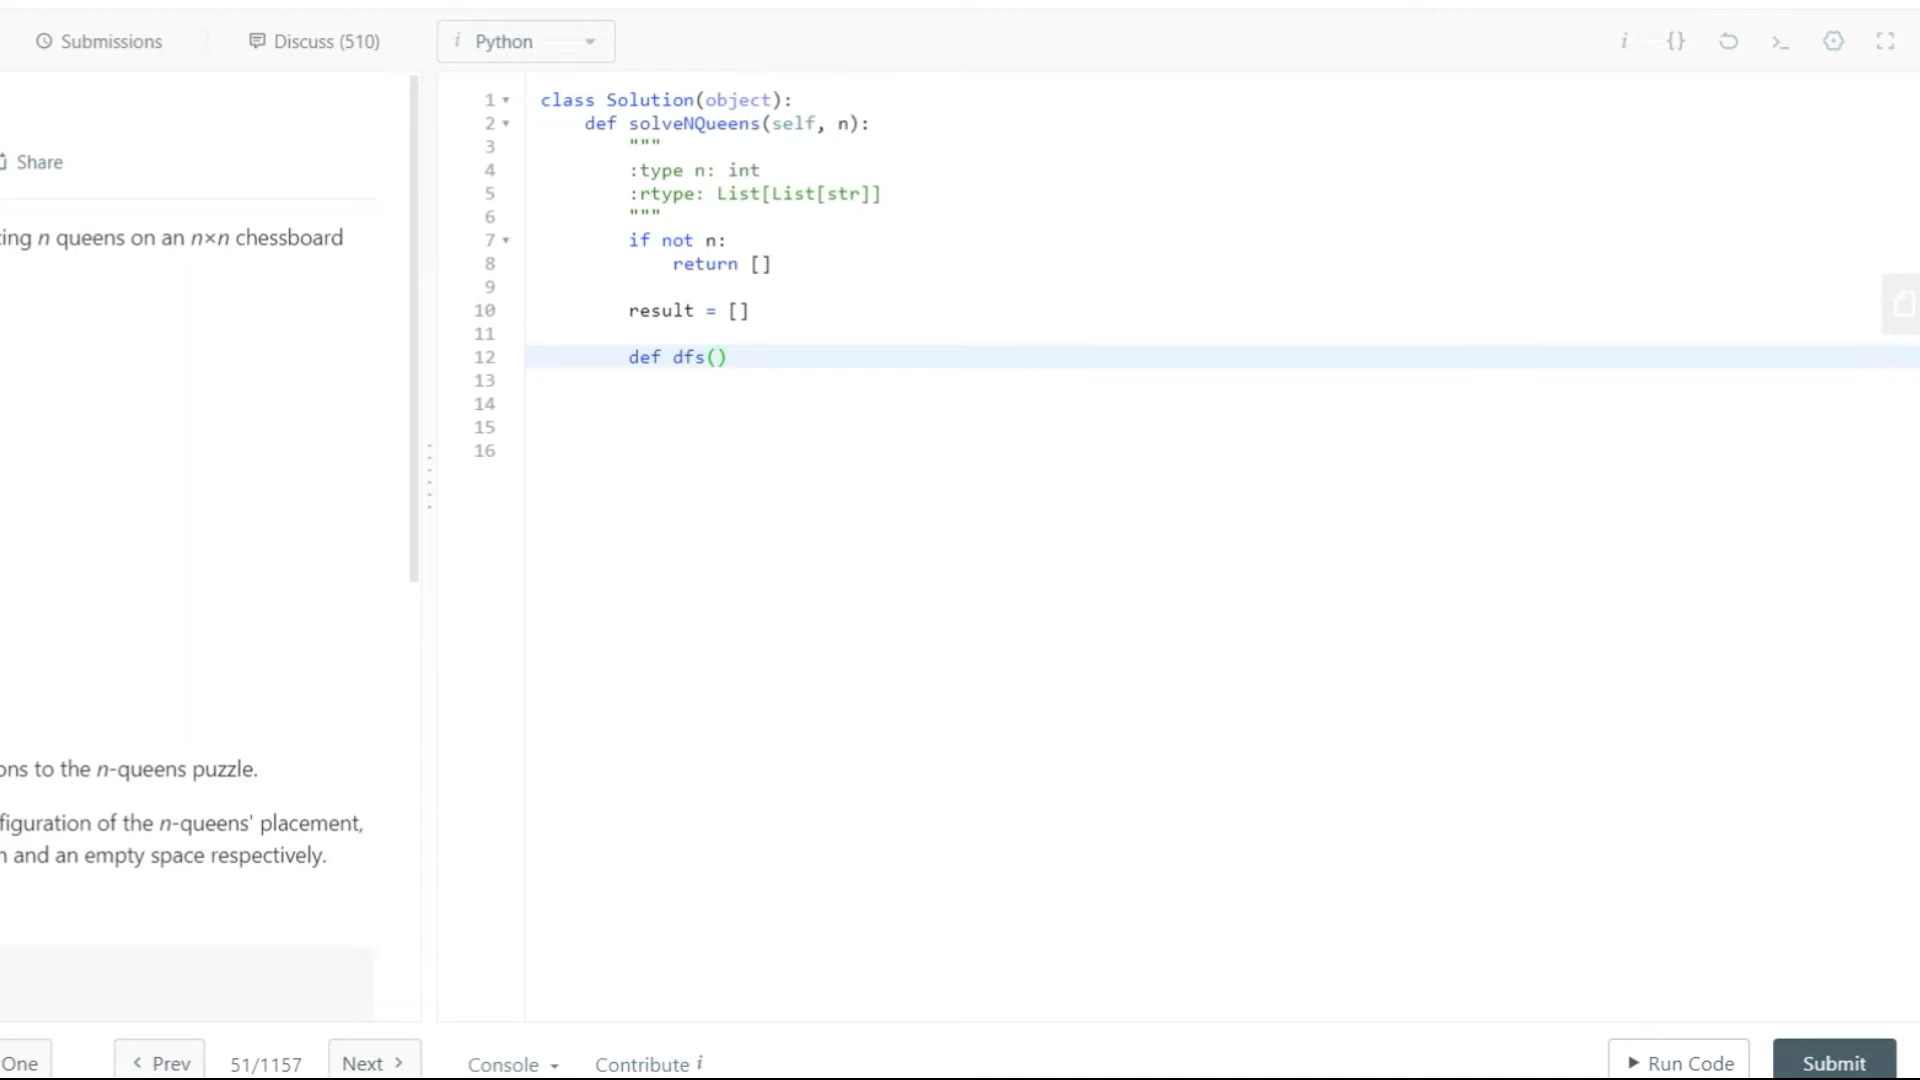 Submissions
Discuss (510)
i Python
i {} >_
Share
ing n queens on an n×n chessboard
ons to the n-queens puzzle.
figuration of the n-queens' placement,
and an empty space respectively.
1 class Solution(object):
2 def solveNQueens(self, n):
3 """
4 :type n: int
5 :rtype: List[List[str]]
6 """
7 if not n:
8 return []
9
10 result = []
11
12 def dfs()
13
14
15
16
One
< Prev
51/1157
Next >
Console
Contribute i
Run Code
Submit